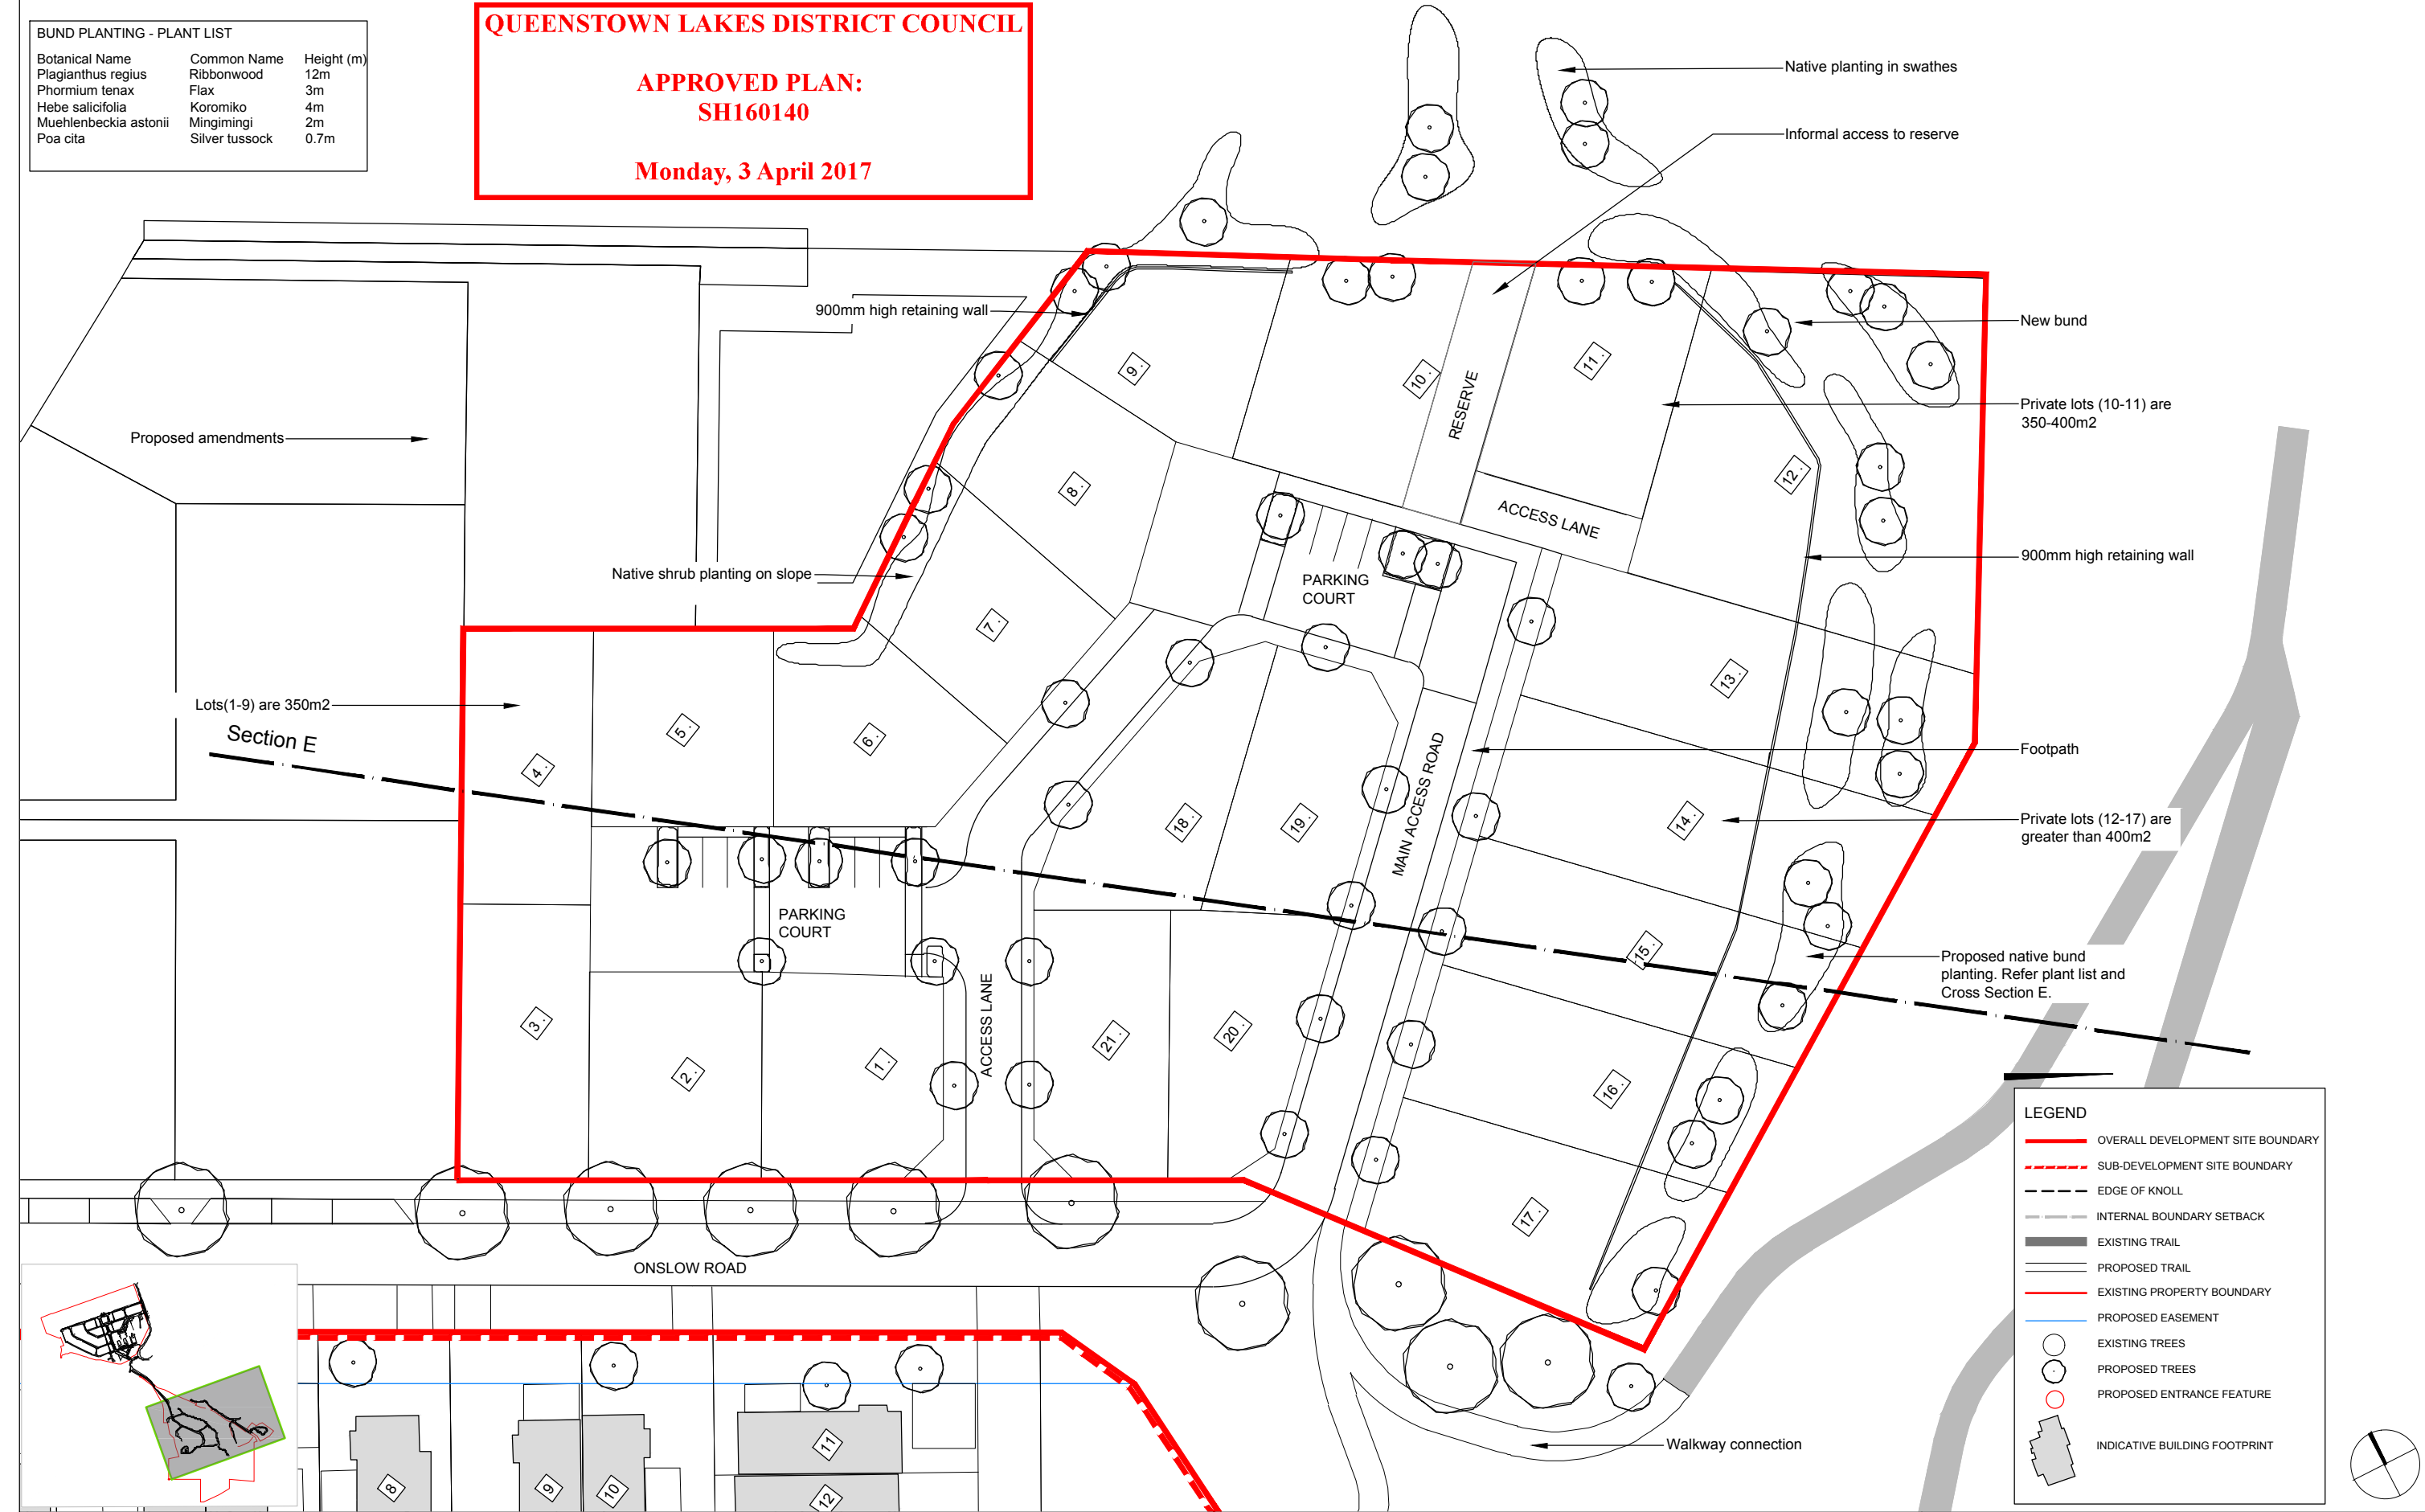 BUND PLANTING - PLANT LIST
Botanical Name Common Name Height (m)
Plagianthus regius Ribbonwood 12m
Phormium tenax Flax 3m
Hebe salicifolia Koromiko 4m
Muehlenbeckia astonii Mingimingi 2m
Poa cita Silver tussock 0.7m
QUEENSTOWN LAKES DISTRICT COUNCIL
APPROVED PLAN:
SH160140
Monday, 3 April 2017
Native planting in swathes
Informal access to reserve
900mm high retaining wall
New bund
Private lots (10-11) are
350-400m2
Proposed amendments
9.
10.
11.
RESERVE
8.
12.
ACCESS LANE
900mm high retaining wall
Native shrub planting on slope
PARKING
COURT
7.
13.
Lots(1-9) are 350m2
Section E
5.
6.
4.
Footpath
MAIN ACCESS ROAD
18.
19.
14.
Private lots (12-17) are
greater than 400m2
PARKING
COURT
15.
Proposed native bund
planting. Refer plant list and
Cross Section E.
3.
2.
1.
ACCESS LANE
21.
20.
16.
17.
ONSLOW ROAD
LEGEND
OVERALL DEVELOPMENT SITE BOUNDARY
SUB-DEVELOPMENT SITE BOUNDARY
EDGE OF KNOLL
INTERNAL BOUNDARY SETBACK
EXISTING TRAIL
PROPOSED TRAIL
EXISTING PROPERTY BOUNDARY
PROPOSED EASEMENT
EXISTING TREES
PROPOSED TREES
PROPOSED ENTRANCE FEATURE
INDICATIVE BUILDING FOOTPRINT
Walkway connection
8
9
10
11
12